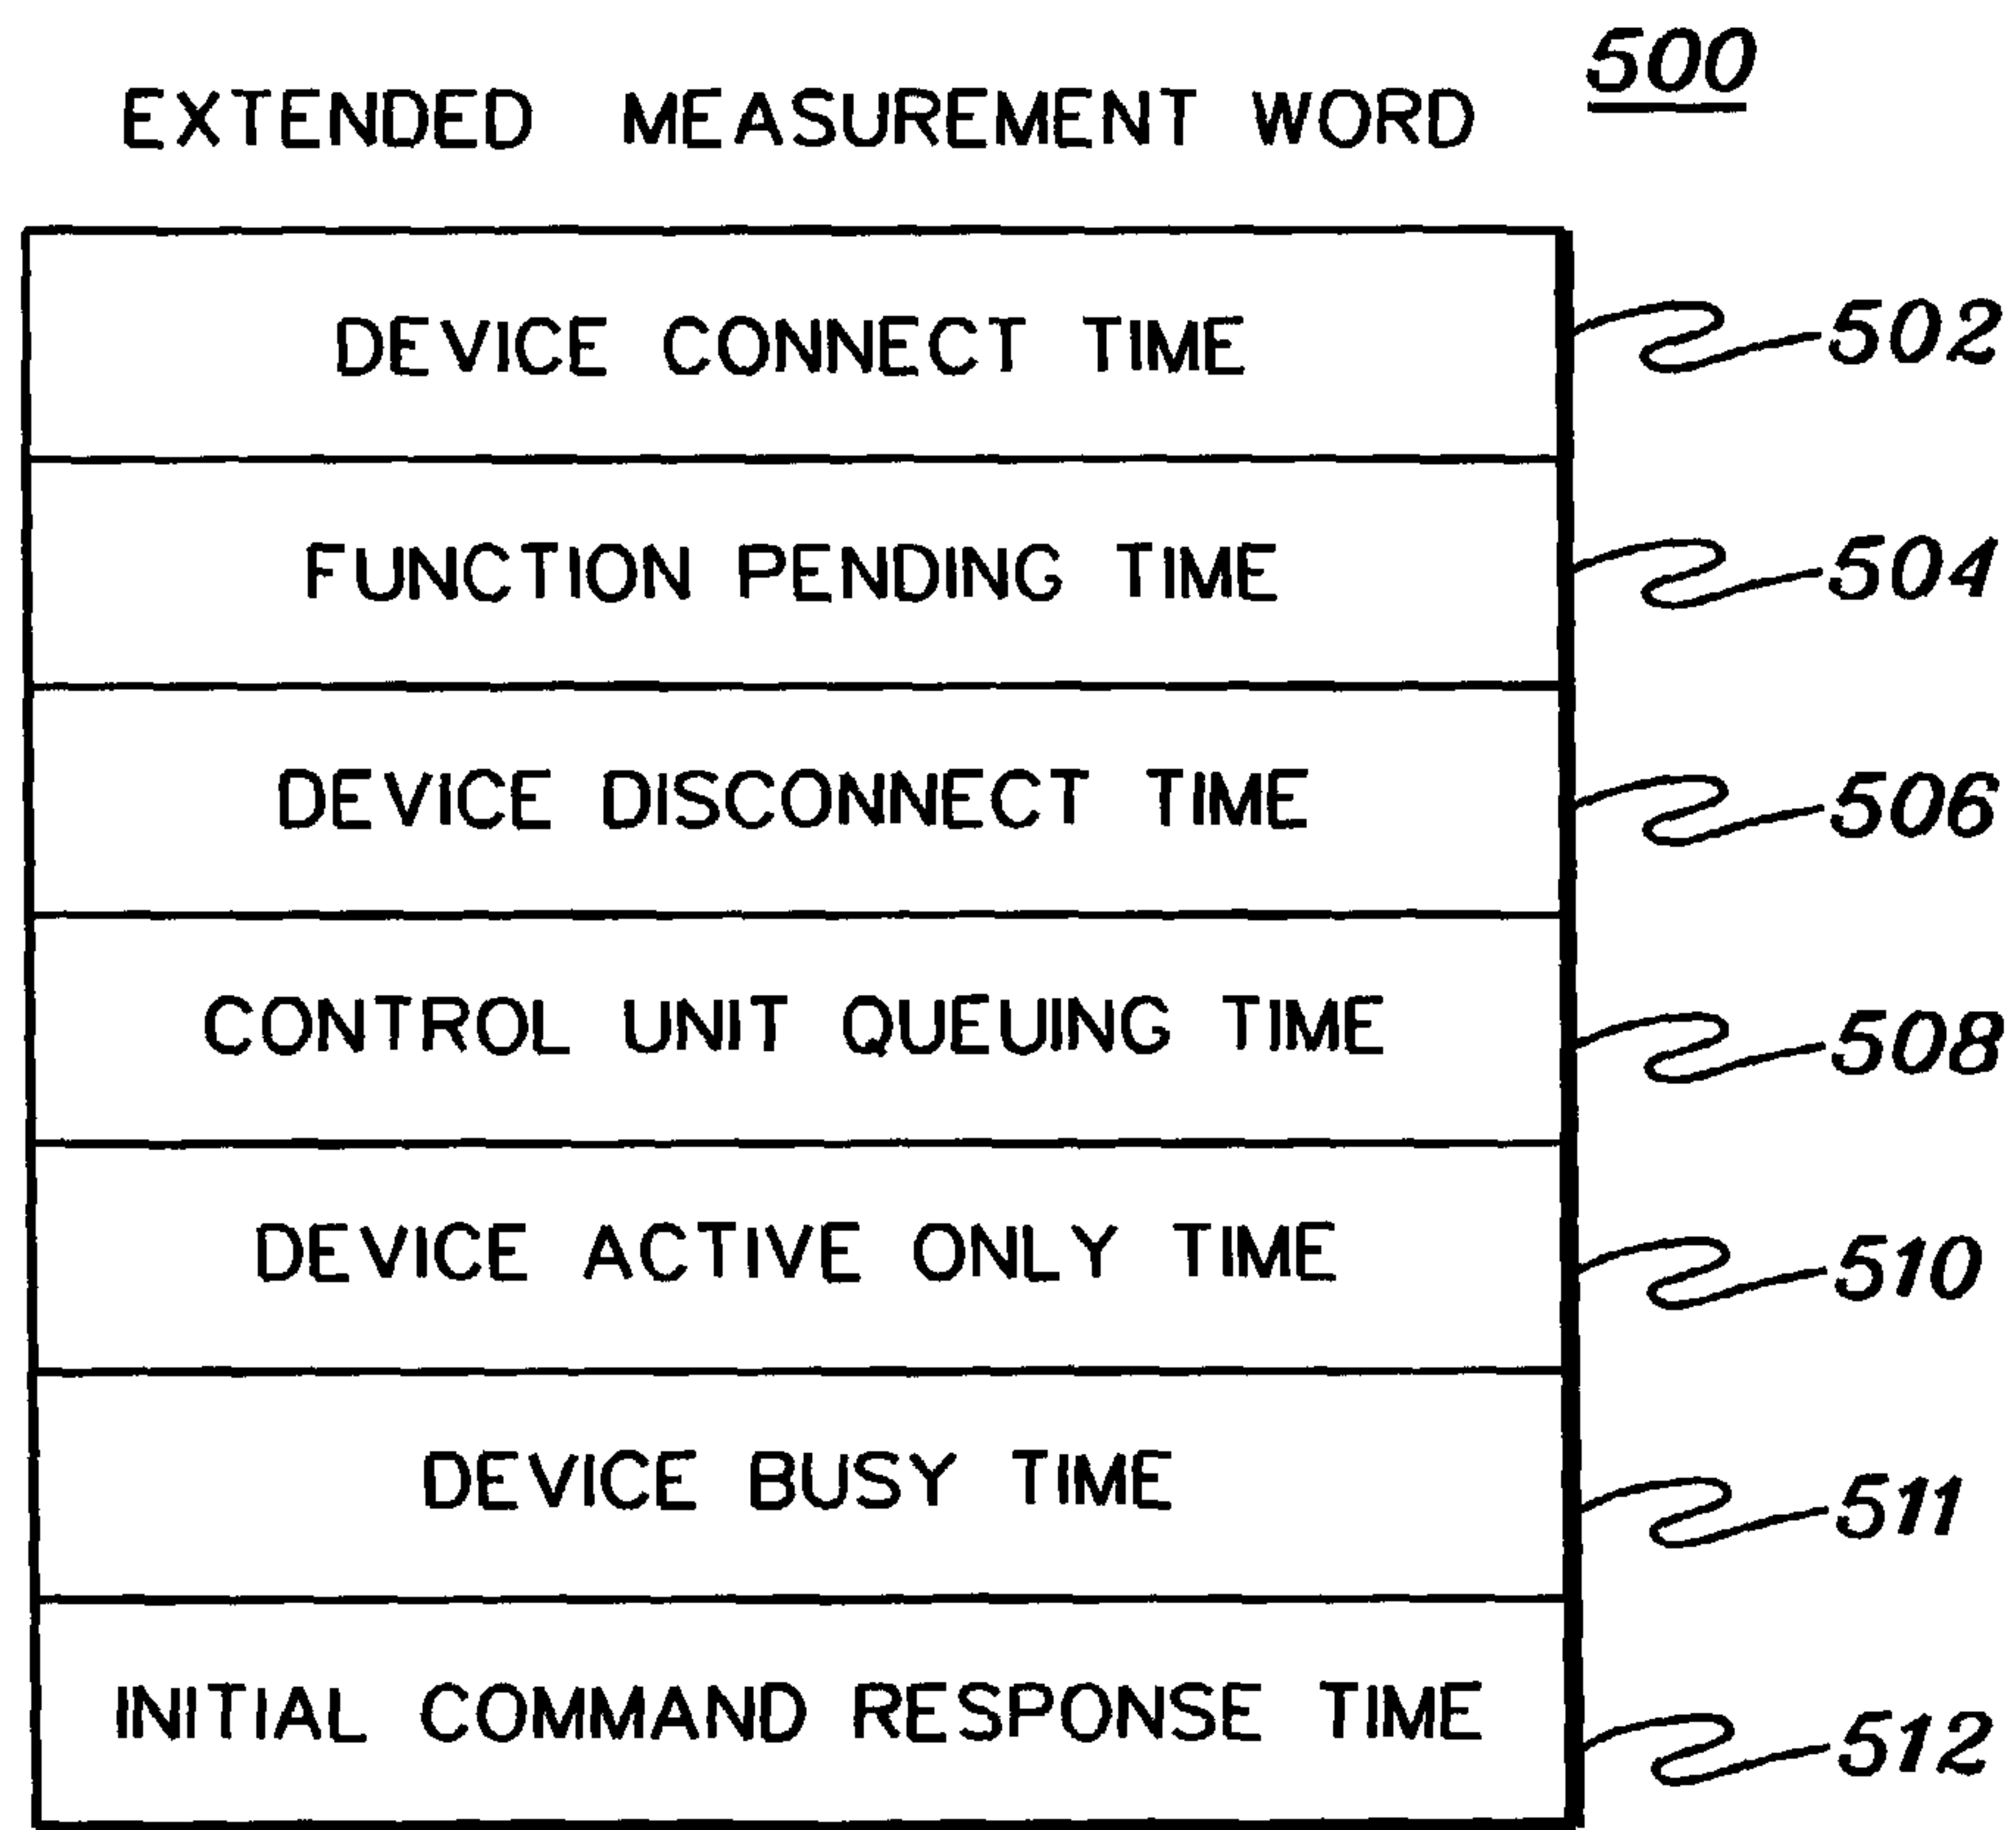 EXTENDED MEASUREMENT WORD 500
DEVICE CONNECT TIME 502
FUNCTION PENDING TIME 504
DEVICE DISCONNECT TIME 506
CONTROL UNIT QUEUING TIME 508
DEVICE ACTIVE ONLY TIME 510
DEVICE BUSY TIME 511
INITIAL COMMAND RESPONSE TIME 512